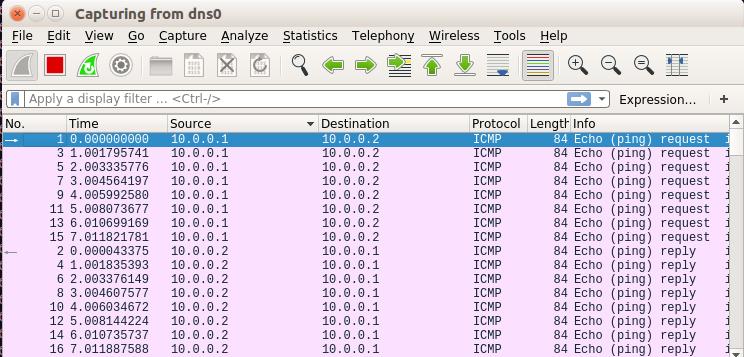 Capturing from dns0
File Edit View Go Capture Analyze Statistics Telephony Wireless Tools Help
Apply a display filter ... <Ctrl-/> Expression... +
No. Time Source Destination Protocol Length Info
1 0.000000000 10.0.0.1 10.0.0.2 ICMP 84 Echo (ping) request i
3 1.001795741 10.0.0.1 10.0.0.2 ICMP 84 Echo (ping) request i
5 2.003335776 10.0.0.1 10.0.0.2 ICMP 84 Echo (ping) request i
7 3.004564197 10.0.0.1 10.0.0.2 ICMP 84 Echo (ping) request i
9 4.005992580 10.0.0.1 10.0.0.2 ICMP 84 Echo (ping) request i
11 5.008073677 10.0.0.1 10.0.0.2 ICMP 84 Echo (ping) request i
13 6.010699169 10.0.0.1 10.0.0.2 ICMP 84 Echo (ping) request i
15 7.011821781 10.0.0.1 10.0.0.2 ICMP 84 Echo (ping) request i
2 0.000043375 10.0.0.2 10.0.0.1 ICMP 84 Echo (ping) reply i
4 1.001835393 10.0.0.2 10.0.0.1 ICMP 84 Echo (ping) reply i
6 2.003376149 10.0.0.2 10.0.0.1 ICMP 84 Echo (ping) reply i
8 3.004607577 10.0.0.2 10.0.0.1 ICMP 84 Echo (ping) reply i
10 4.006034672 10.0.0.2 10.0.0.1 ICMP 84 Echo (ping) reply i
12 5.008144224 10.0.0.2 10.0.0.1 ICMP 84 Echo (ping) reply i
14 6.010735737 10.0.0.2 10.0.0.1 ICMP 84 Echo (ping) reply i
16 7.011887588 10.0.0.2 10.0.0.1 ICMP 84 Echo (ping) reply i